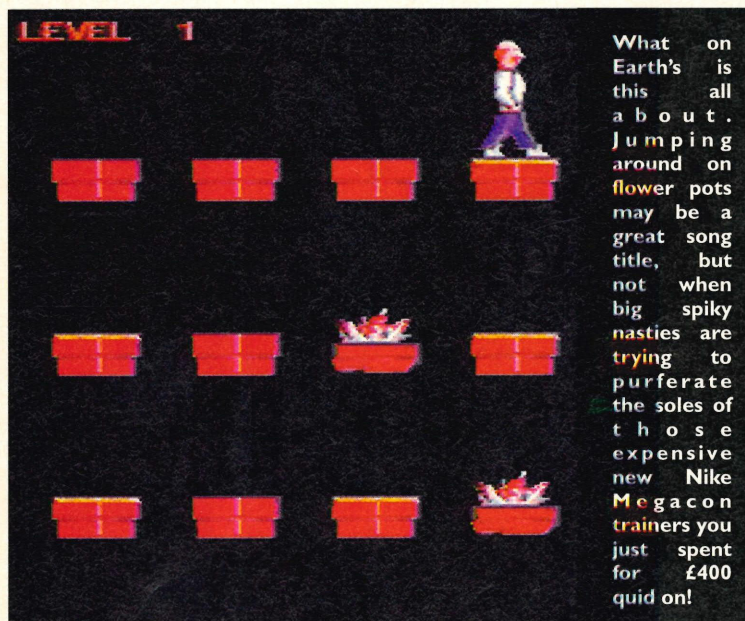 LEVEL 1
What on
Earth's is
this all
about.
Jumping
around on
flower pots
may be a
great song
title, but
not when
big spiky
nasties are
trying to
purferate
the soles of
those
expensive
new Nike
Megacon
trainers you
just spent
for £400
quid on!